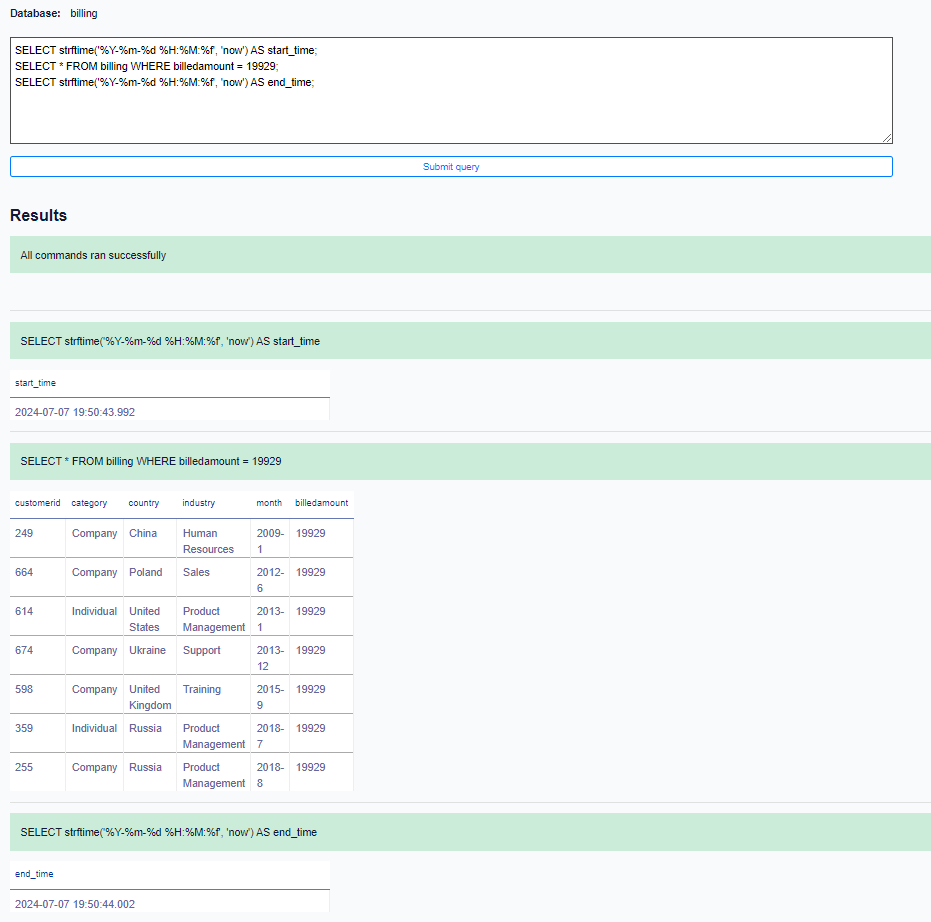 Database: billing
SELECT strftime('%Y-%m-%d %H:%M:%f', 'now') AS start_time;
SELECT * FROM billing WHERE billedamount = 19929;
SELECT strftime('%Y-%m-%d %H:%M:%f', 'now') AS end_time;
Submit query
Results
All commands ran successfully
SELECT strftime('%Y-%m-%d %H:%M:%f', 'now') AS start_time
start_time
2024-07-07 19:50:43.992
SELECT * FROM billing WHERE billedamount = 19929
customerid category country industry month billedamount
249 Company China Human 2009- 19929
Resources 1
664 Company Poland Sales 2012- 19929
6
614 Individual United Product 2013- 19929
States Management 1
674 Company Ukraine Support 2013- 19929
12
598 Company United Training 2015- 19929
Kingdom 9
359 Individual Russia Product 2018- 19929
Management 7
255 Company Russia Product 2018- 19929
Management 8
SELECT strftime('%Y-%m-%d %H:%M:%f', 'now') AS end_time
end_time
2024-07-07 19:50:44.002